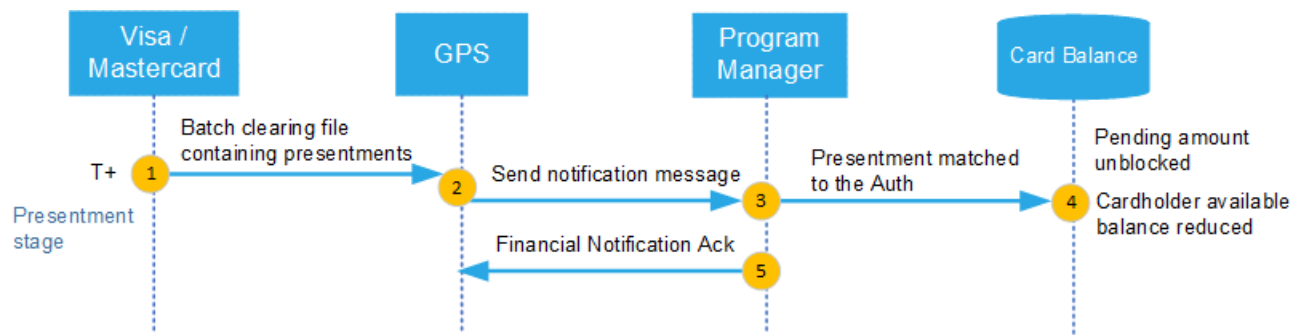 Visa /
Mastercard
GPS
Program
Manager
Card Balance
Batch clearing file
containing presentments
T+
1
Presentment
stage
2
Send notification message
3
Presentment matched
to the Auth
4
Pending amount
unblocked
Cardholder available
balance reduced
Financial Notification Ack
5